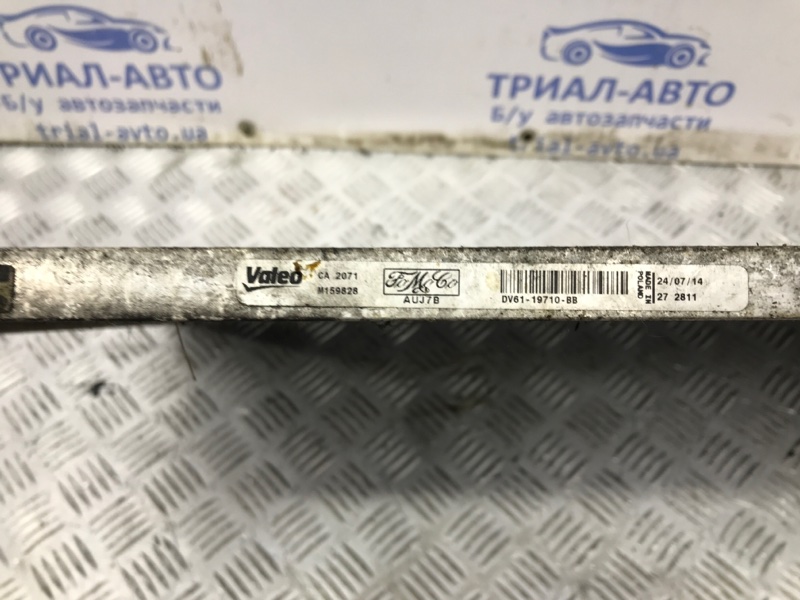 ТРИАЛ-АВТО
Б/у автозапчасти
trial-avto.ua
ТРИАЛ-АВТО
Б/у автозапчасти
trial-avto.ua
Valeo
CA 2071
M159828
FoMoCo
AUJ7B
DV61-19710-BB
MADE IN
POLAND
24/07/14
27 2811